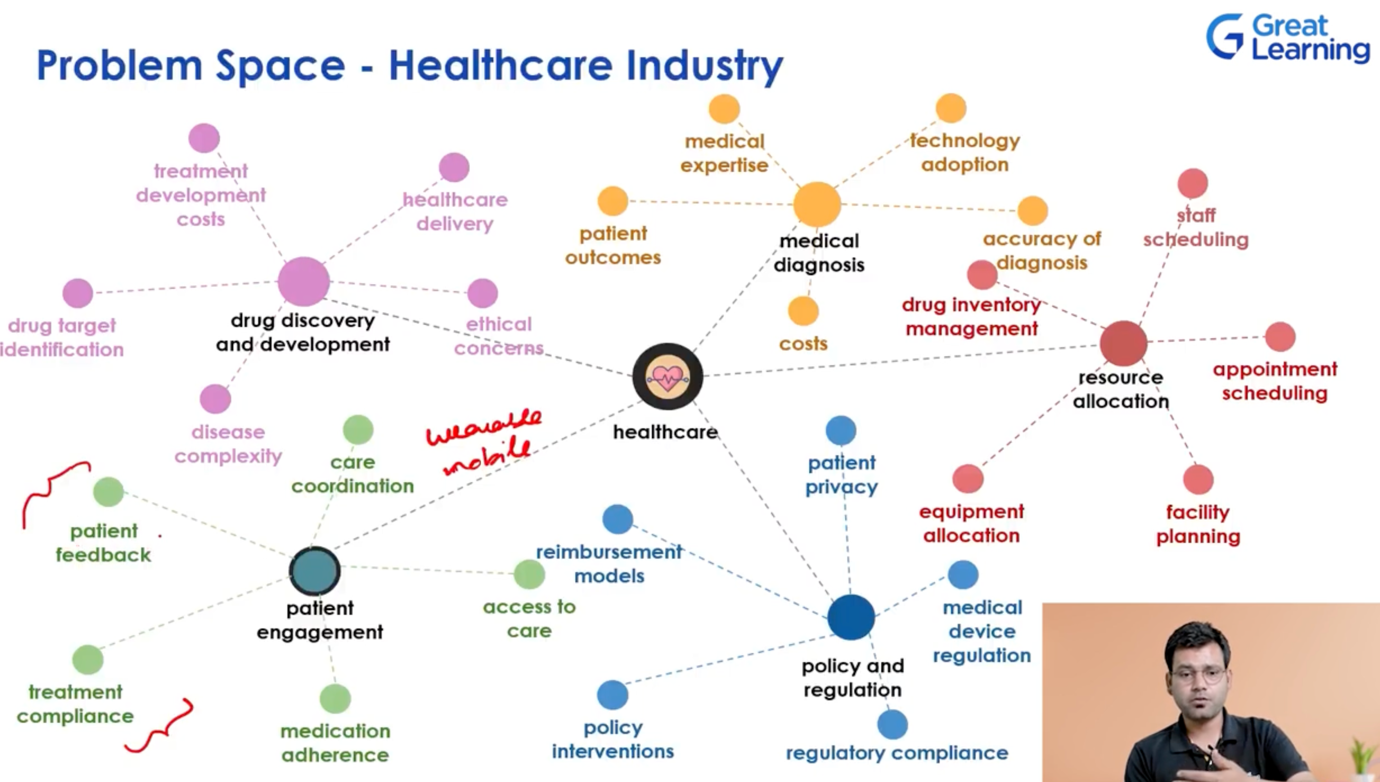 Great
Learning
Problem Space - Healthcare Industry
treatment
development
costs
healthcare
delivery
drug target
identification
drug discovery
and development
ethical
concerns
disease
complexity
medical
expertise
technology
adoption
patient
outcomes
medical
diagnosis
accuracy of
diagnosis
costs
staff
scheduling
drug inventory
management
resource
allocation
appointment
scheduling
equipment
allocation
facility
planning
healthcare
wearable
mobile
care
coordination
patient
feedback
patient
engagement
access to
care
treatment
compliance
medication
adherence
patient
privacy
reimbursement
models
medical
device
regulation
policy and
regulation
policy
interventions
regulatory compliance